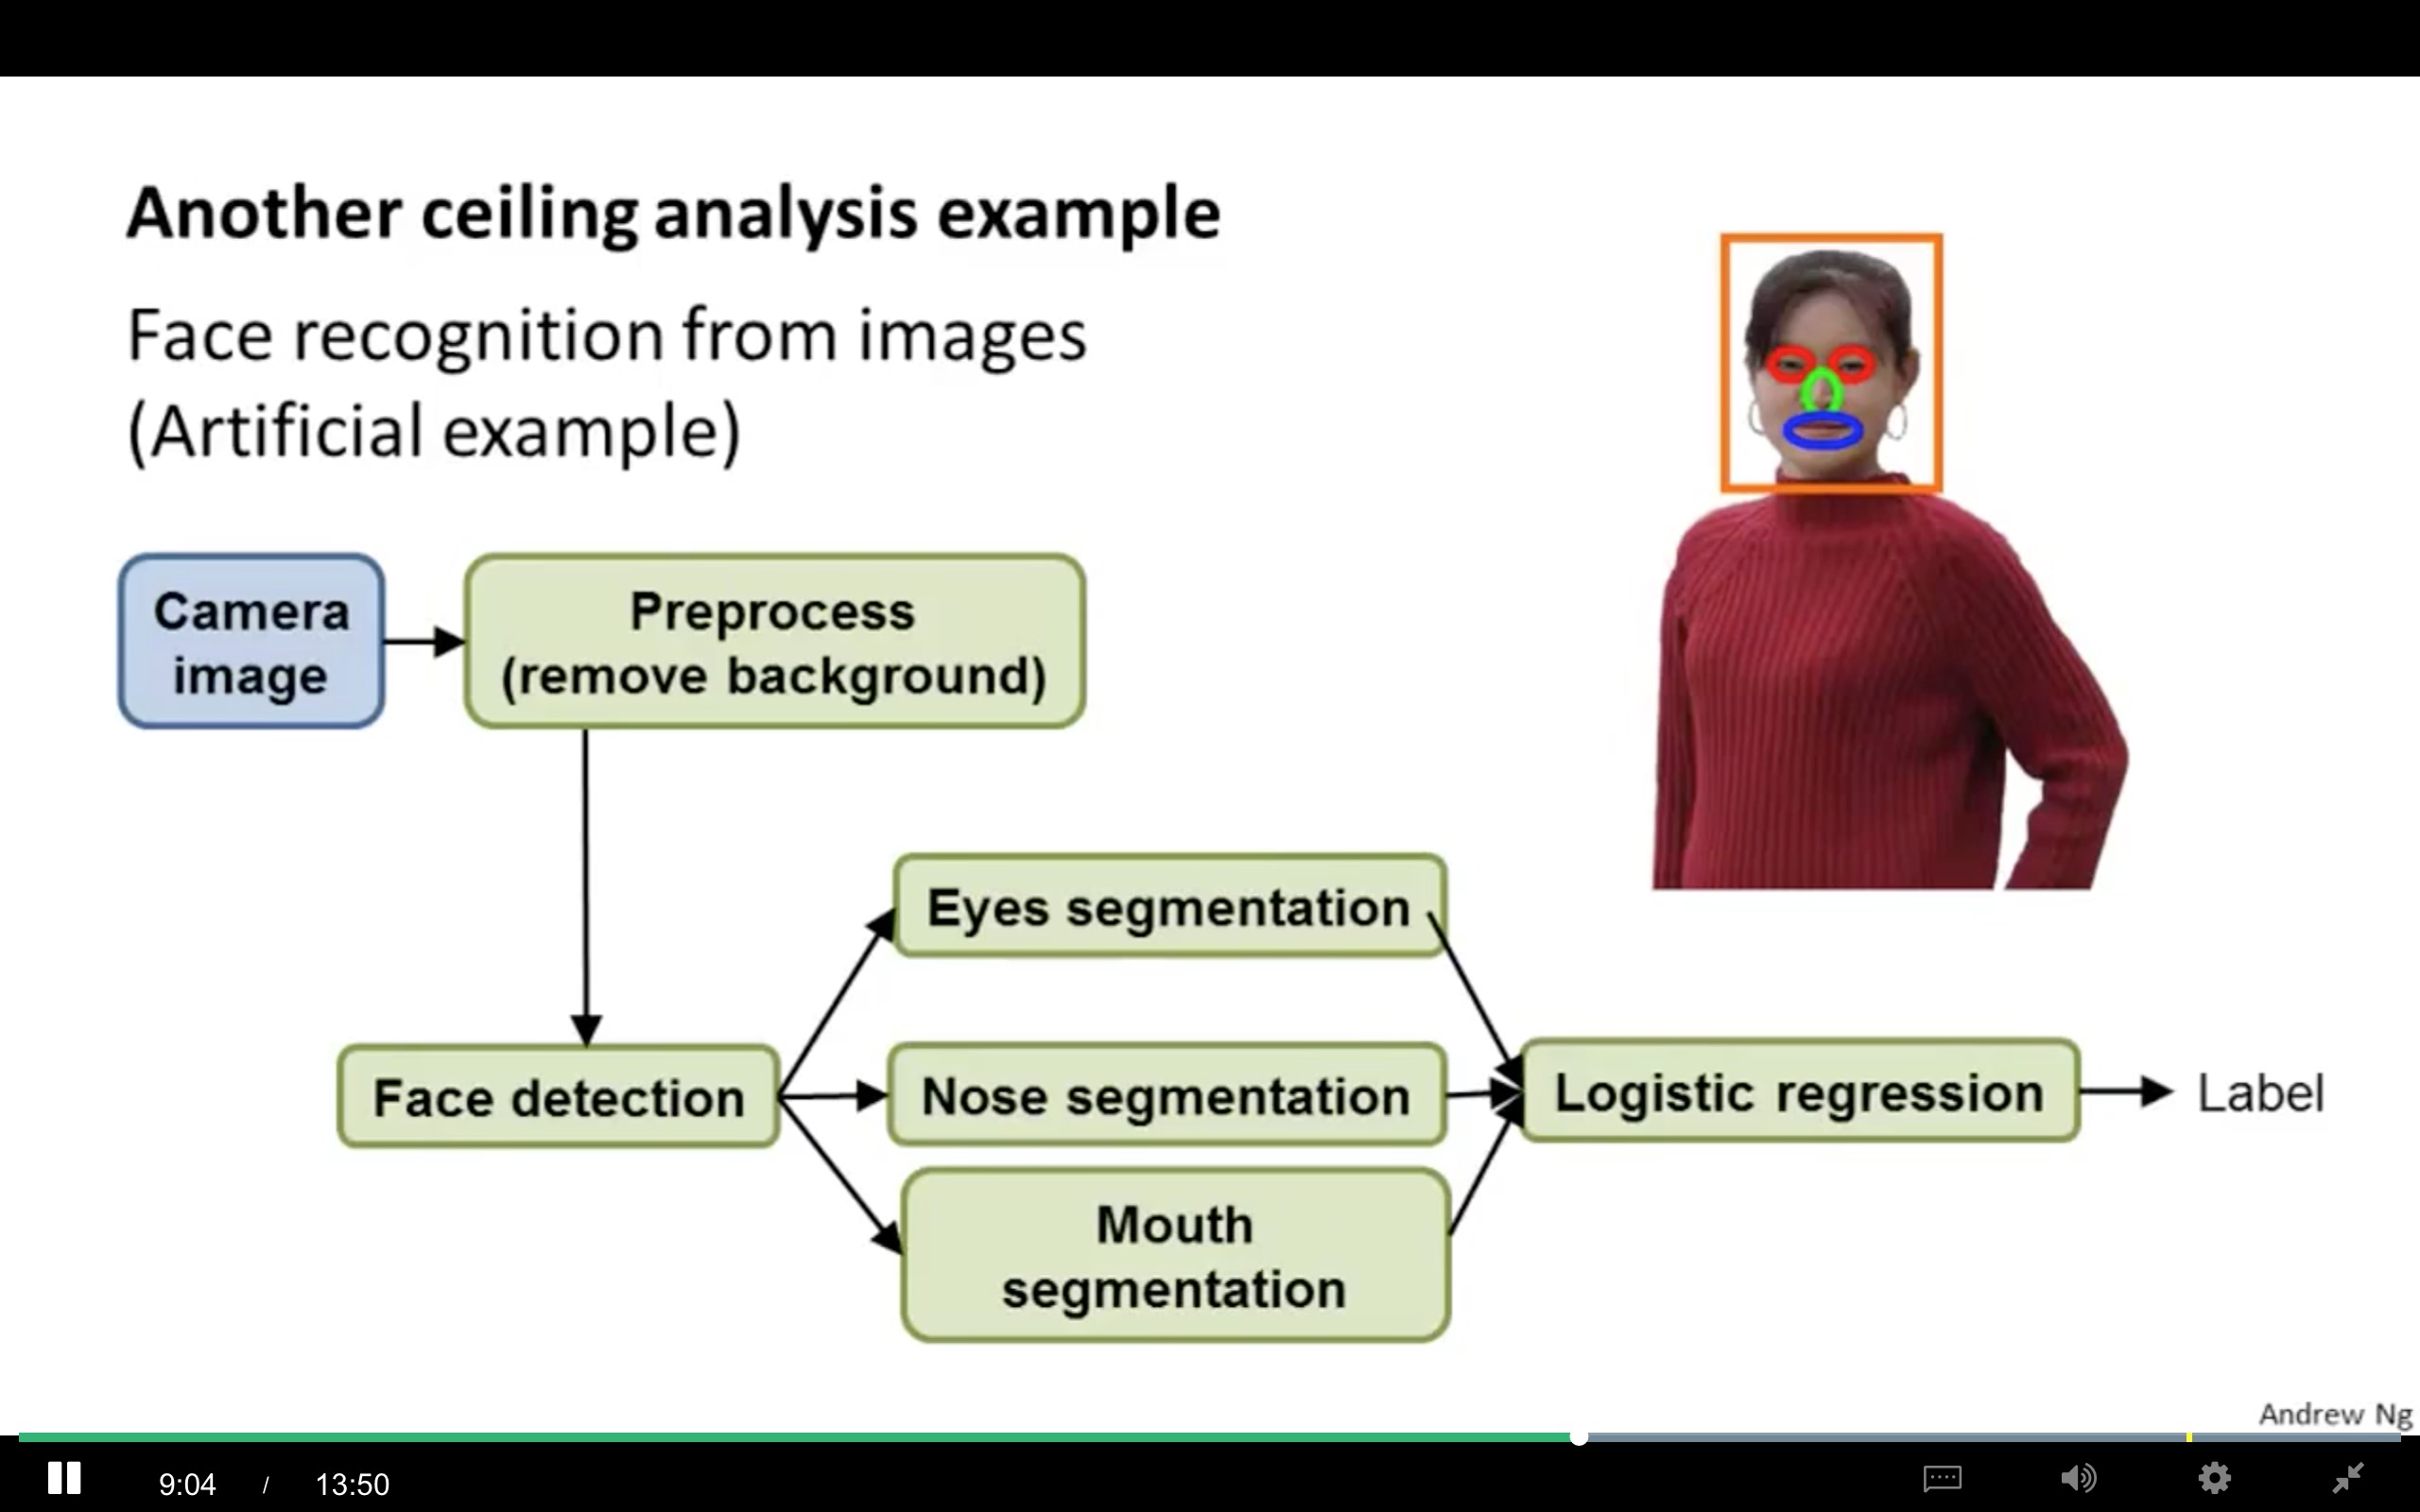 Another ceiling analysis example
Face recognition from images
(Artificial example)
Camera
image
Preprocess
(remove background)
Eyes segmentation
Face detection
Nose segmentation
Logistic regression
Label
Mouth
segmentation
Andrew Ng
9:04 / 13:50